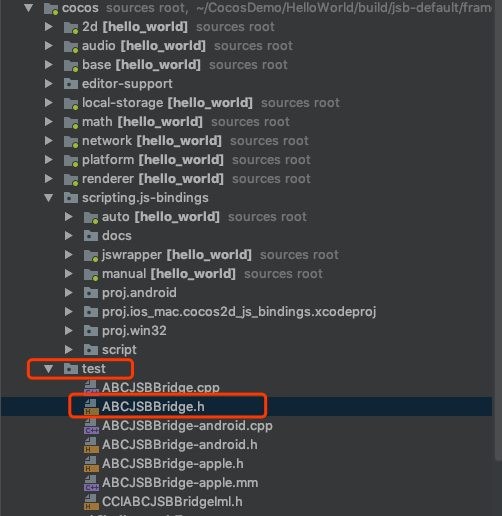 cocos sources root, ~/CocosDemo/HelloWorld/build/jsb-default/fram
2d [hello_world] sources root
audio [hello_world] sources root
base [hello_world] sources root
editor-support
local-storage [hello_world] sources root
math [hello_world] sources root
network [hello_world] sources root
platform [hello_world] sources root
renderer [hello_world] sources root
scripting.js-bindings
auto [hello_world] sources root
docs
jswrapper [hello_world] sources root
manual [hello_world] sources root
proj.android
proj.ios_mac.cocos2d_js_bindings.xcodeproj
proj.win32
script
test
ABCJSBBridge.cpp
ABCJSBBridge.h
ABCJSBBridge-android.cpp
ABCJSBBridge-android.h
ABCJSBBridge-apple.h
ABCJSBBridge-apple.mm
CCIABCJSBBridgeIml.h